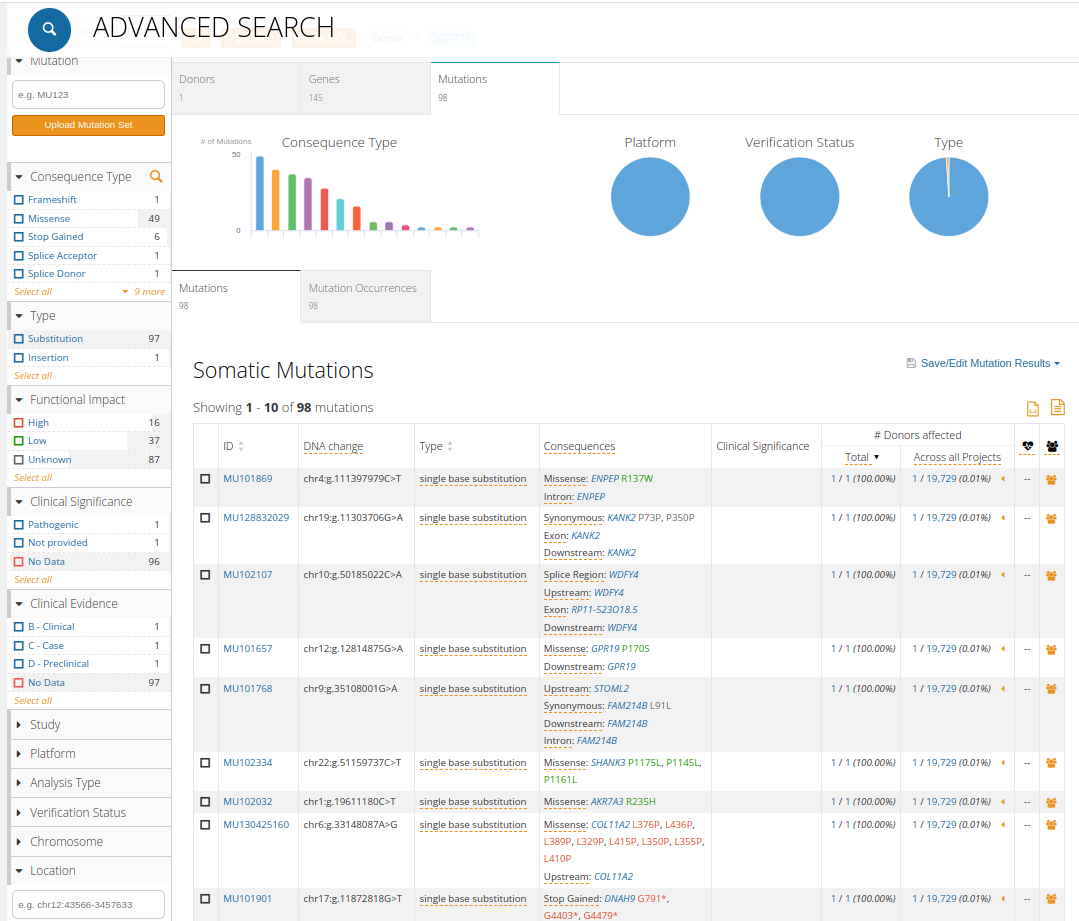 ADVANCED SEARCH
Donor IS DO7777
Mutation
e.g. MU123
Upload Mutation Set
Consequence Type
Frameshift 1
Missense 49
Stop Gained 6
Splice Acceptor 1
Splice Donor 1
Select all 9 more
Type
Substitution 97
Insertion 1
Select all
Functional Impact
High 16
Low 37
Unknown 87
Select all
Clinical Significance
Pathogenic 1
Not provided 1
No Data 96
Select all
Clinical Evidence
B - Clinical 1
C - Case 1
D - Preclinical 1
No Data 97
Select all
Study
Platform
Analysis Type
Verification Status
Chromosome
Location
e.g. chr12:43566-3457633
Donors
1
Genes
145
Mutations
98
# of Mutations
Consequence Type
50
0
Platform
Verification Status
Type
Mutations
98
Mutation Occurrences
98
Somatic Mutations
Save/Edit Mutation Results
Showing 1 - 10 of 98 mutations
ID DNA change Type Consequences Clinical Significance # Donors affected
Total Across all Projects
MU101869 chr4:g.111397979C>T single base substitution Missense: ENPEP R137W 1 / 1 (100.00%) 1 / 19,729 (0.01%) --
Intron: ENPEP
MU128832029 chr19:g.11303706G>A single base substitution Synonymous: KANK2 P73P, P350P 1 / 1 (100.00%) 1 / 19,729 (0.01%) --
Exon: KANK2
Downstream: KANK2
MU102107 chr10:g.50185022C>A single base substitution Splice Region: WDFY4 1 / 1 (100.00%) 1 / 19,729 (0.01%) --
Upstream: WDFY4
Exon: RP11-523O18.5
Downstream: WDFY4
MU101657 chr12:g.12814875G>A single base substitution Missense: GPR19 P170S 1 / 1 (100.00%) 1 / 19,729 (0.01%) --
Downstream: GPR19
MU101768 chr9:g.35108001G>A single base substitution Upstream: STOML2 1 / 1 (100.00%) 1 / 19,729 (0.01%) --
Synonymous: FAM214B L91L
Downstream: FAM214B
Intron: FAM214B
MU102334 chr22:g.51159737C>T single base substitution Missense: SHANK3 P1175L, P1145L, 1 / 1 (100.00%) 1 / 19,729 (0.01%) --
P1161L
MU102032 chr1:g.19611180C>T single base substitution Missense: AKR7A3 R235H 1 / 1 (100.00%) 1 / 19,729 (0.01%) --
MU130425160 chr6:g.33148087A>G single base substitution Missense: COL11A2 L376P, L436P, 1 / 1 (100.00%) 1 / 19,729 (0.01%) --
L389P, L329P, L415P, L350P, L355P,
L410P
Upstream: COL11A2
MU101901 chr17:g.11872818G>T single base substitution Stop Gained: DNAH9 G791*, 1 / 1 (100.00%) 1 / 19,729 (0.01%) --
G4403*, G4479*